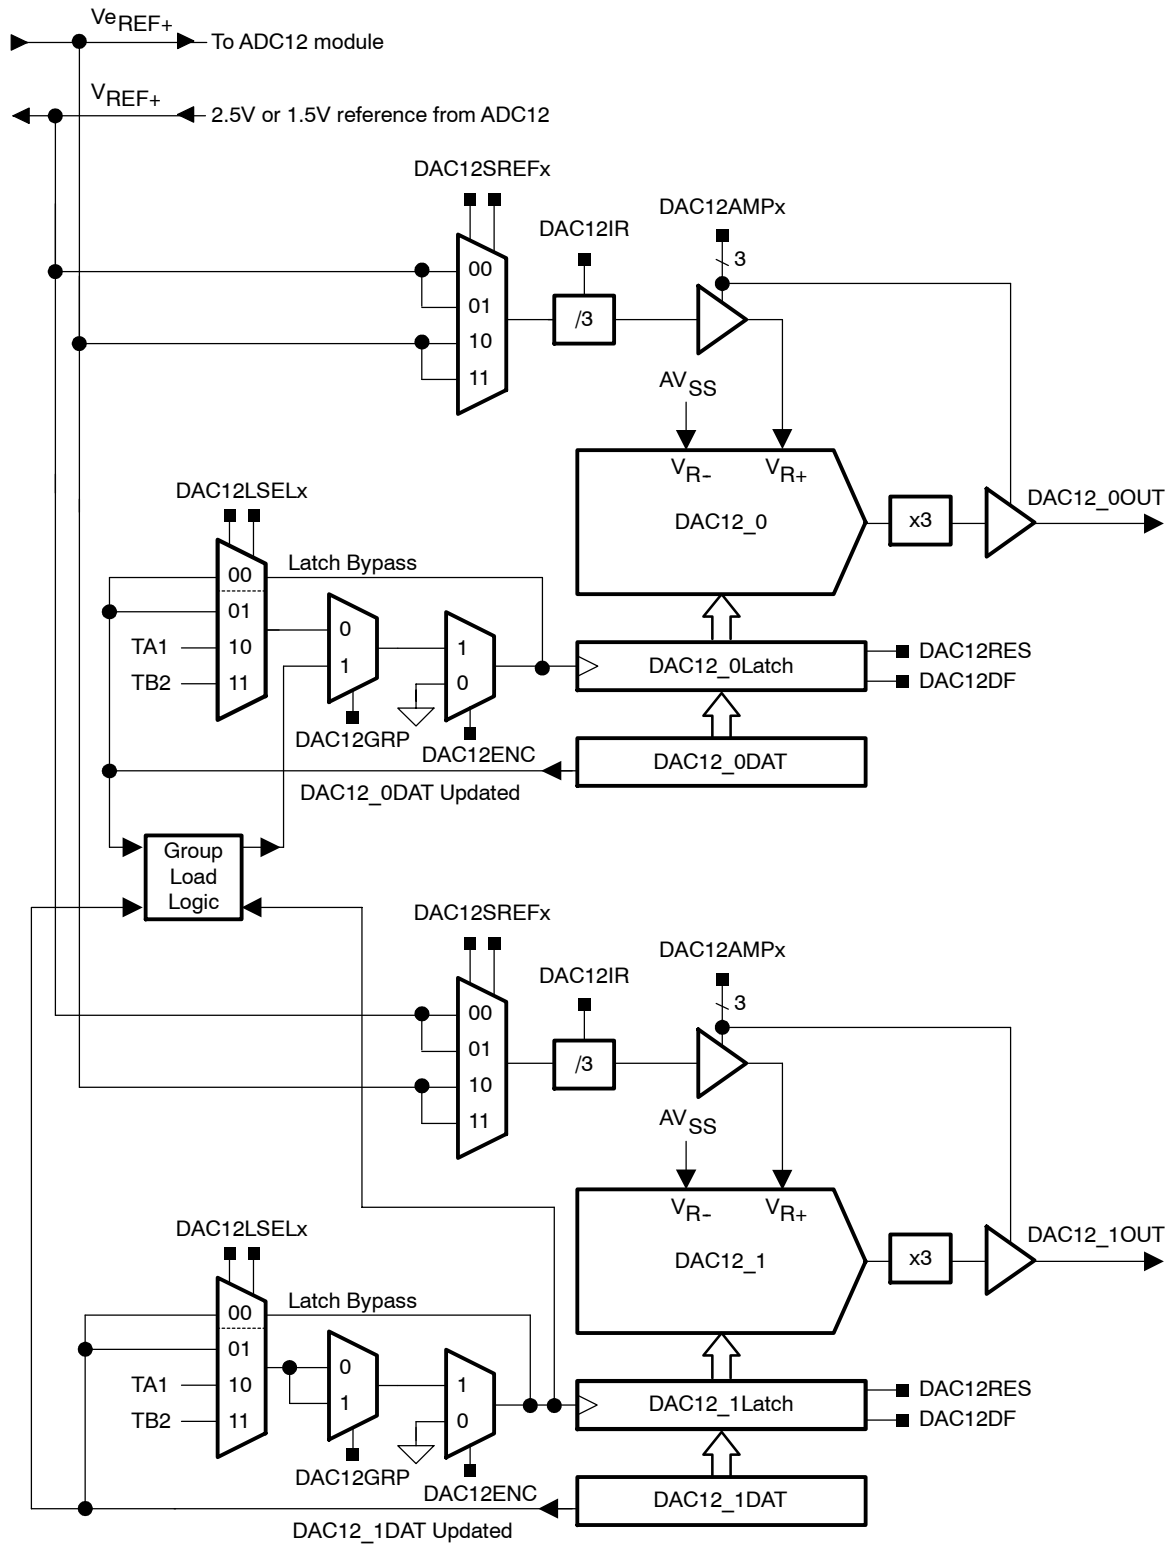 VeREF+
To ADC12 module
VREF+
2.5V or 1.5V reference from ADC12
DAC12SREFx
DAC12IR
DAC12AMPx
3
00
01
10
11
/3
AVSS
VR-
VR+
DAC12_0
x3
DAC12_0OUT
DAC12LSELx
Latch Bypass
00
01
TA1
10
TB2
11
0
1
1
0
DAC12GRP
DAC12ENC
DAC12_0Latch
DAC12RES
DAC12DF
DAC12_0DAT
DAC12_0DAT Updated
Group
Load
Logic
DAC12SREFx
DAC12IR
DAC12AMPx
3
00
01
10
11
/3
AVSS
VR-
VR+
DAC12_1
x3
DAC12_1OUT
DAC12LSELx
Latch Bypass
00
01
TA1
10
TB2
11
0
1
1
0
DAC12GRP
DAC12ENC
DAC12_1Latch
DAC12RES
DAC12DF
DAC12_1DAT
DAC12_1DAT Updated